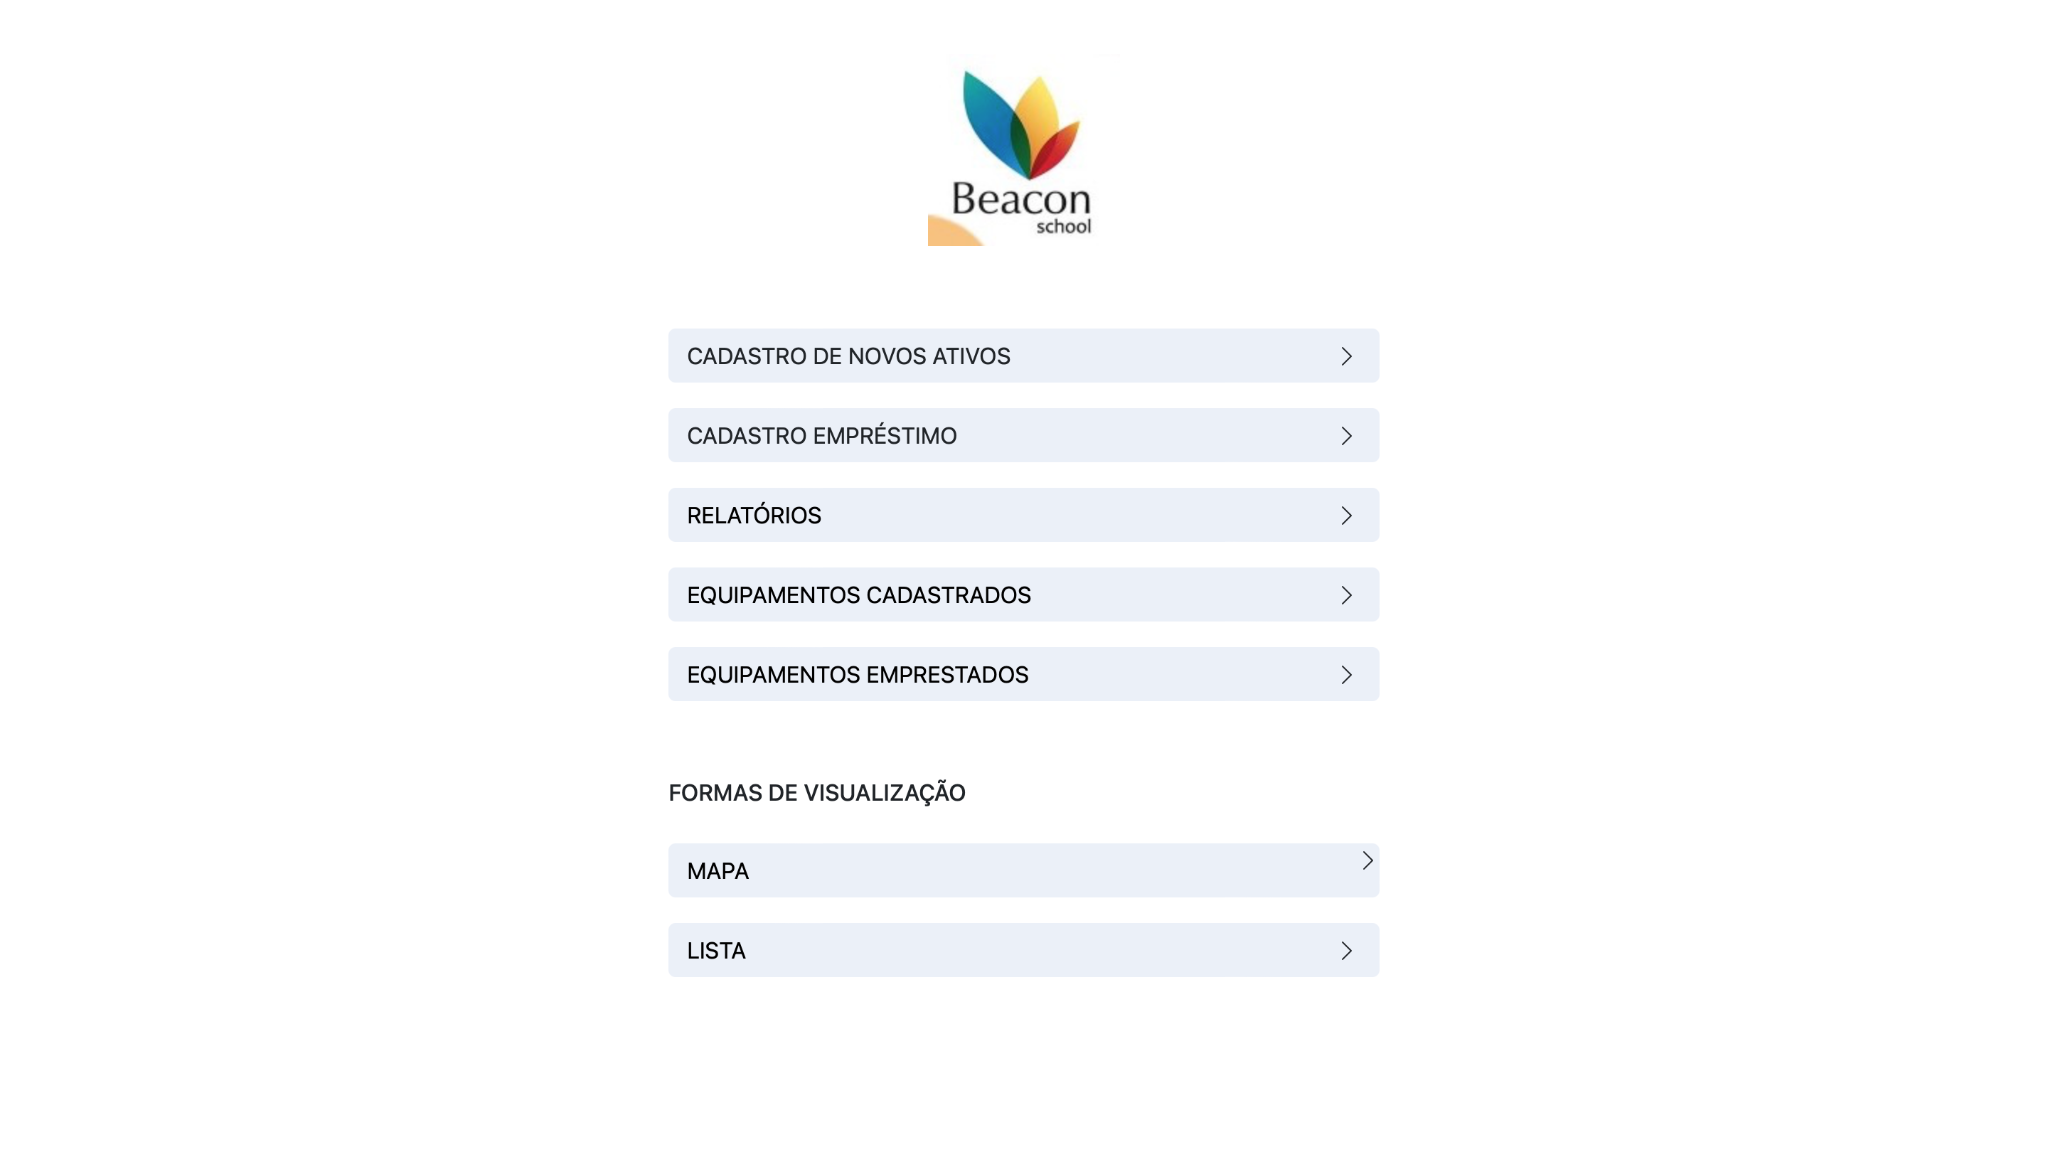 Beacon
school
CADASTRO DE NOVOS ATIVOS
CADASTRO EMPRÉSTIMO
RELATÓRIOS
EQUIPAMENTOS CADASTRADOS
EQUIPAMENTOS EMPRESTADOS
FORMAS DE VISUALIZAÇÃO
MAPA
LISTA